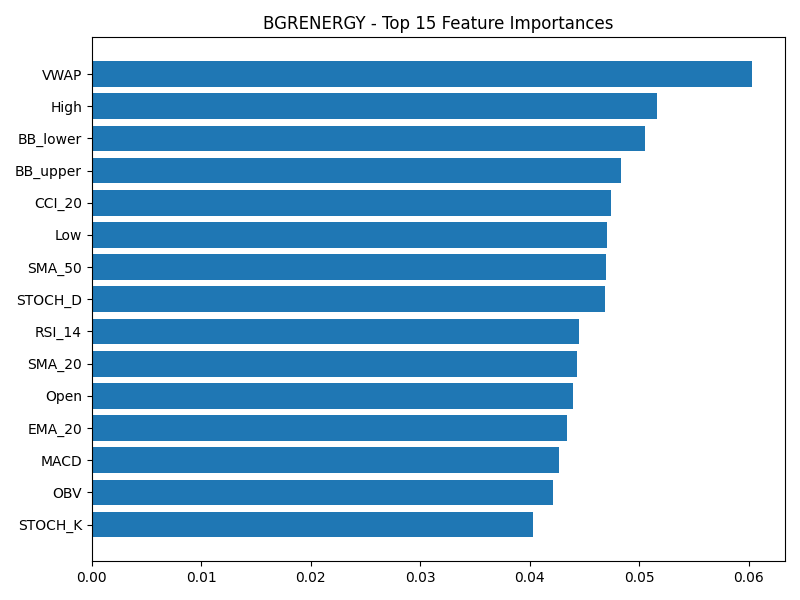 BGRENERGY - Top 15 Feature Importances
VWAP
High
BB_lower
BB_upper
CCI_20
Low
SMA_50
STOCH_D
RSI_14
SMA_20
Open
EMA_20
MACD
OBV
STOCH_K
0.00 0.01 0.02 0.03 0.04 0.05 0.06